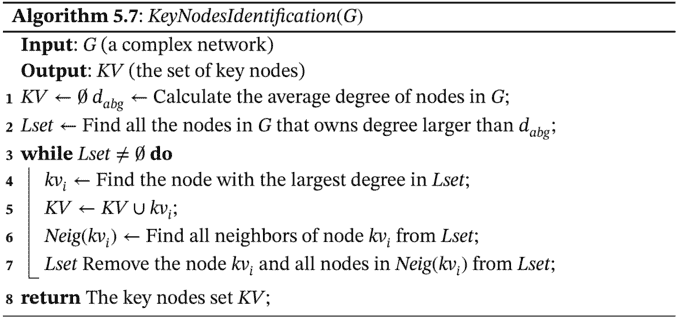 Algorithm 5.7: KeyNodesIdentification(G)
Input: G (a complex network)
Output: KV (the set of key nodes)
1 KV ← Ø d_abg ← Calculate the average degree of nodes in G;
2 Lset ← Find all the nodes in G that owns degree larger than d_abg;
3 while Lset ≠ Ø do
4 kv_i ← Find the node with the largest degree in Lset;
5 KV ← KV ∪ kv_i;
6 Neig(kv_i) ← Find all neighbors of node kv_i from Lset;
7 Lset Remove the node kv_i and all nodes in Neig(kv_i) from Lset;
8 return The key nodes set KV;